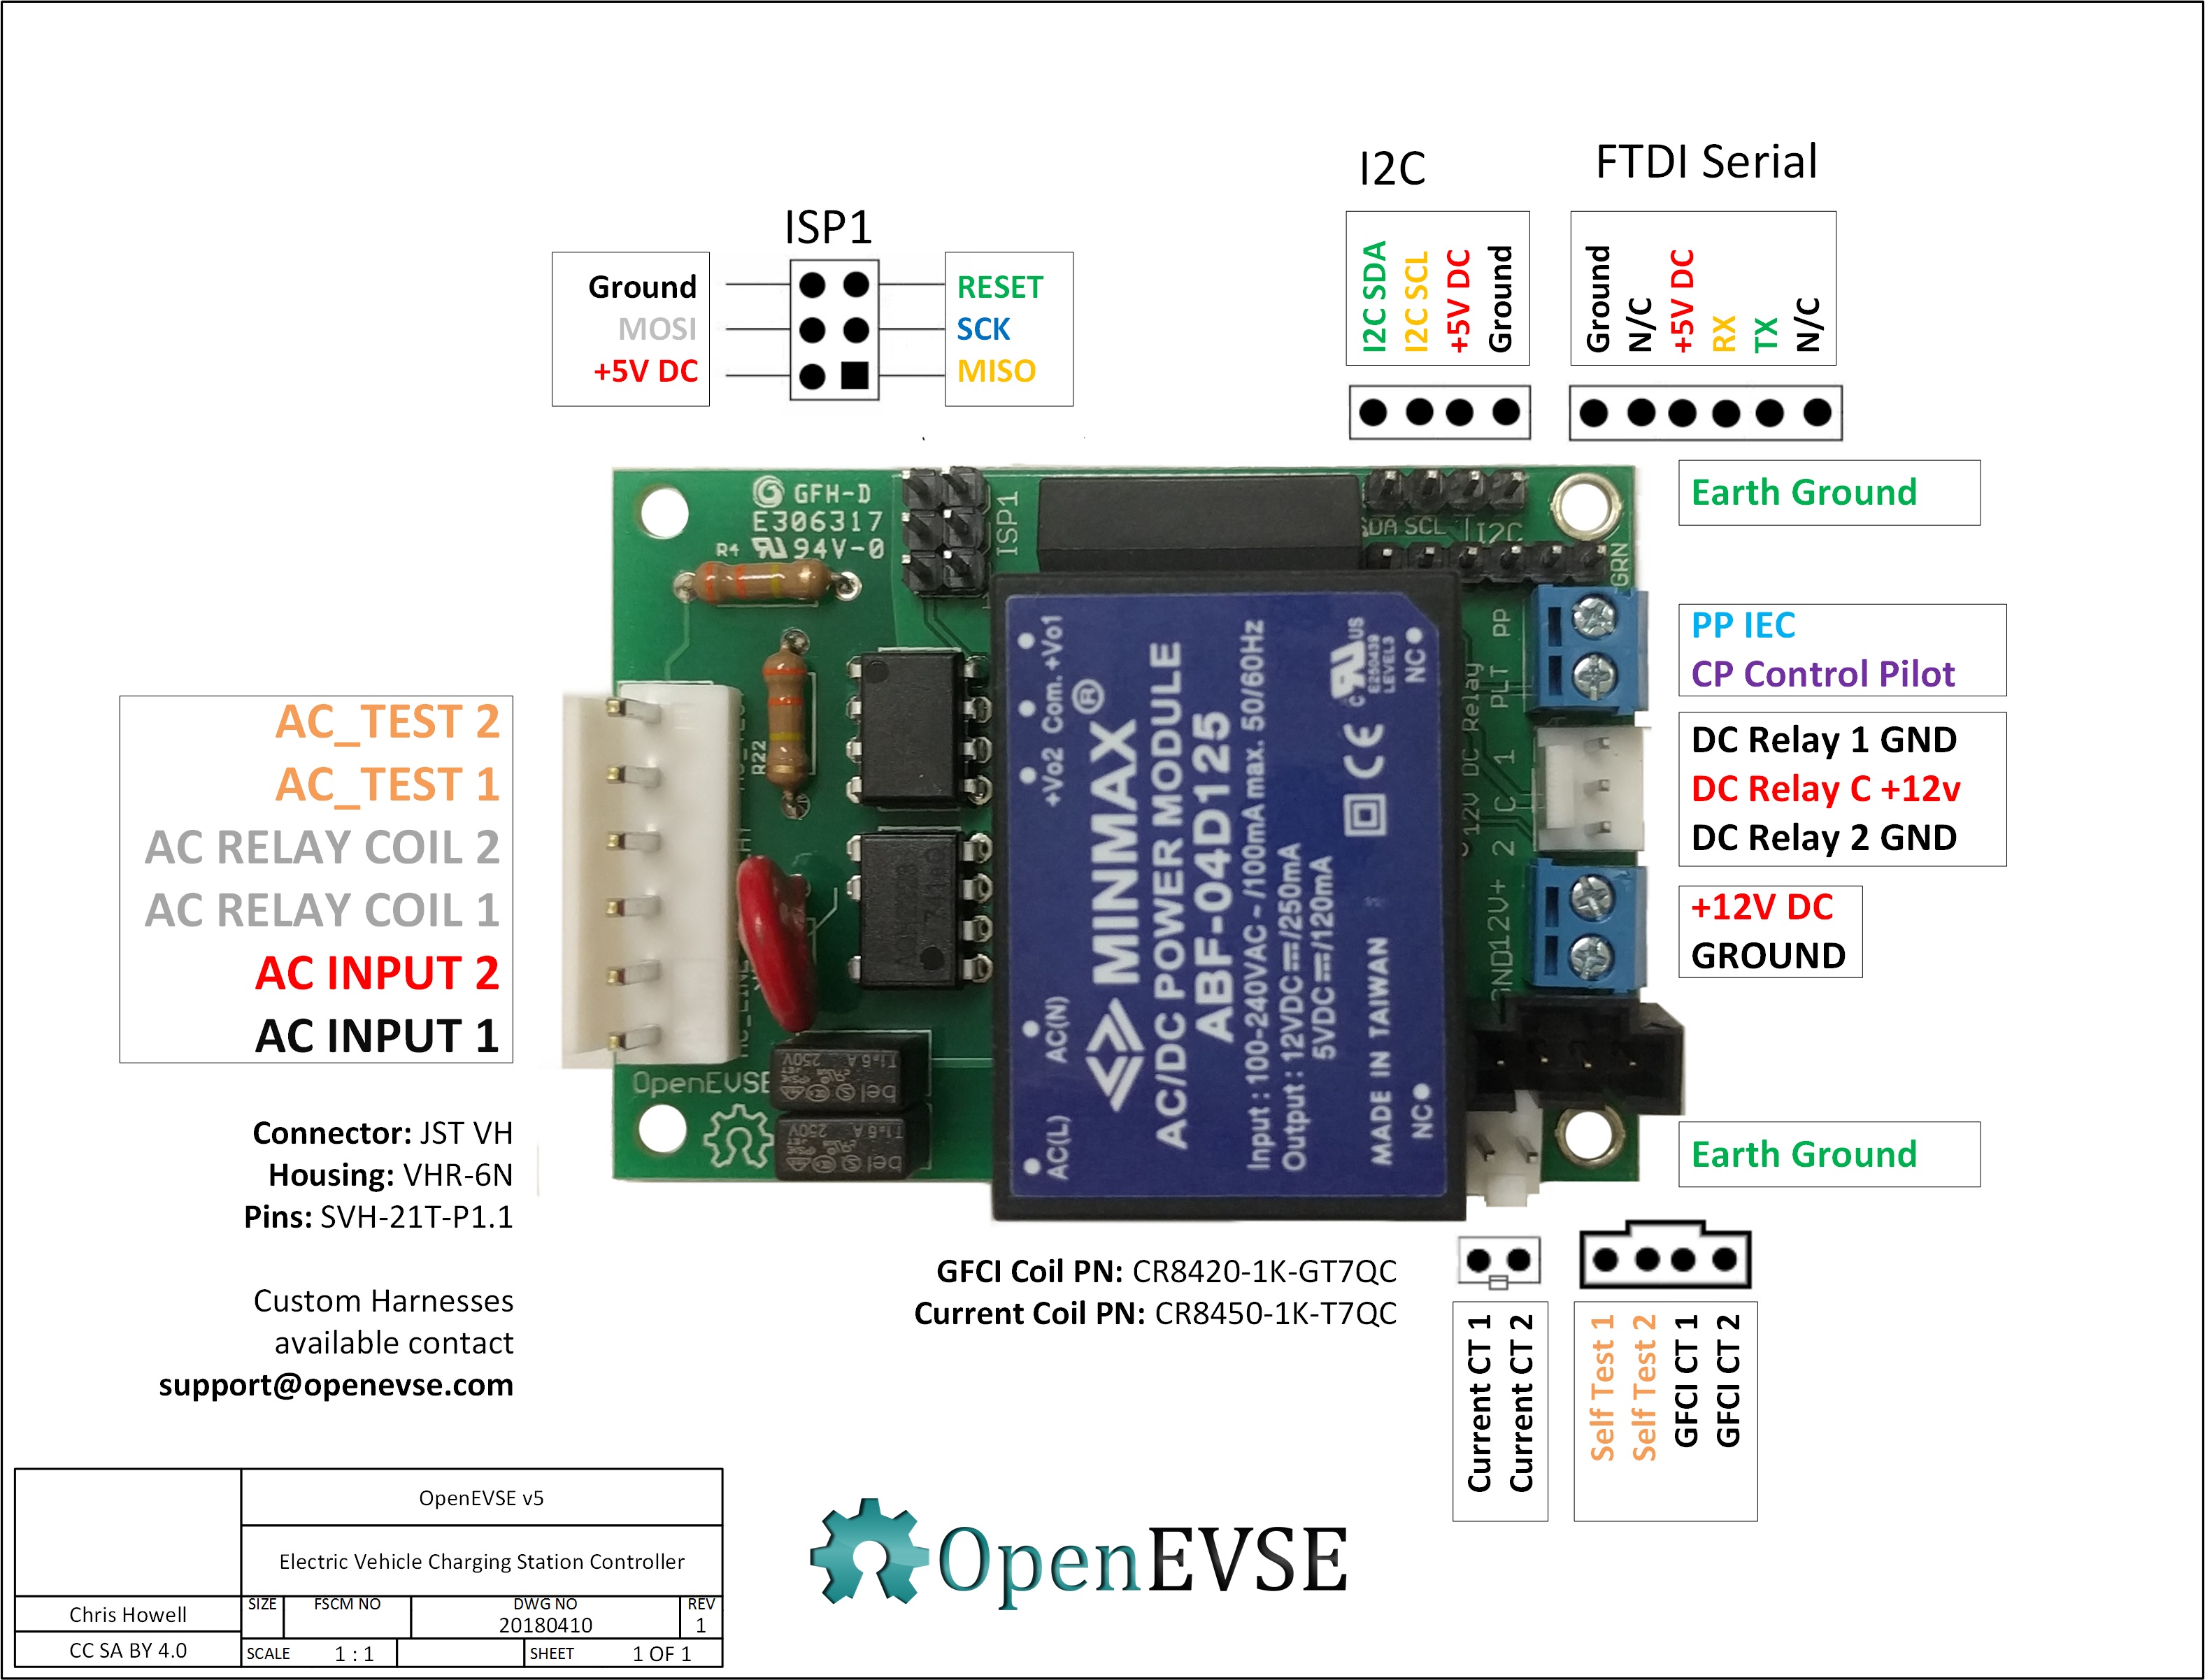 I2C
FTDI Serial
ISP1
Ground
MOSI
+5V DC
RESET
SCK
MISO
I2C SDA
I2C SCL
+5V DC
Ground
Ground
N/C
+5V DC
RX
TX
N/C
GFH-D
E306317
94V-0
R4
ISP1
SDA SCL
I2C
GRN
R22
PP
PLT
12V DC Relay
1
C
2
12V+
OpenEVSE
+Vo2 Com. +Vo1
AC(N)
AC(L)
MINMAX®
AC/DC POWER MODULE
ABF-04D125
Input : 100-240VAC ~ /100mA max. 50/60Hz
Output : 12VDC /250mA
5VDC /120mA
MADE IN TAIWAN
CE
c US
E250439
LEVEL3
NC
NC
T1.6A
250V
bel
T1.6A
250V
bel
AC_TEST 2
AC_TEST 1
AC RELAY COIL 2
AC RELAY COIL 1
AC INPUT 2
AC INPUT 1
Connector: JST VH
Housing: VHR-6N
Pins: SVH-21T-P1.1
Custom Harnesses
available contact
support@openevse.com
Earth Ground
PP IEC
CP Control Pilot
DC Relay 1 GND
DC Relay C +12v
DC Relay 2 GND
+12V DC
GROUND
Earth Ground
GFCI Coil PN: CR8420-1K-GT7QC
Current Coil PN: CR8450-1K-T7QC
Current CT 1
Current CT 2
Self Test 1
Self Test 2
GFCI CT 1
GFCI CT 2
OpenEVSE v5
Electric Vehicle Charging Station Controller
Chris Howell
CC SA BY 4.0
SIZE
FSCM NO
DWG NO
20180410
REV
1
SCALE
1 : 1
SHEET
1 OF 1
OpenEVSE